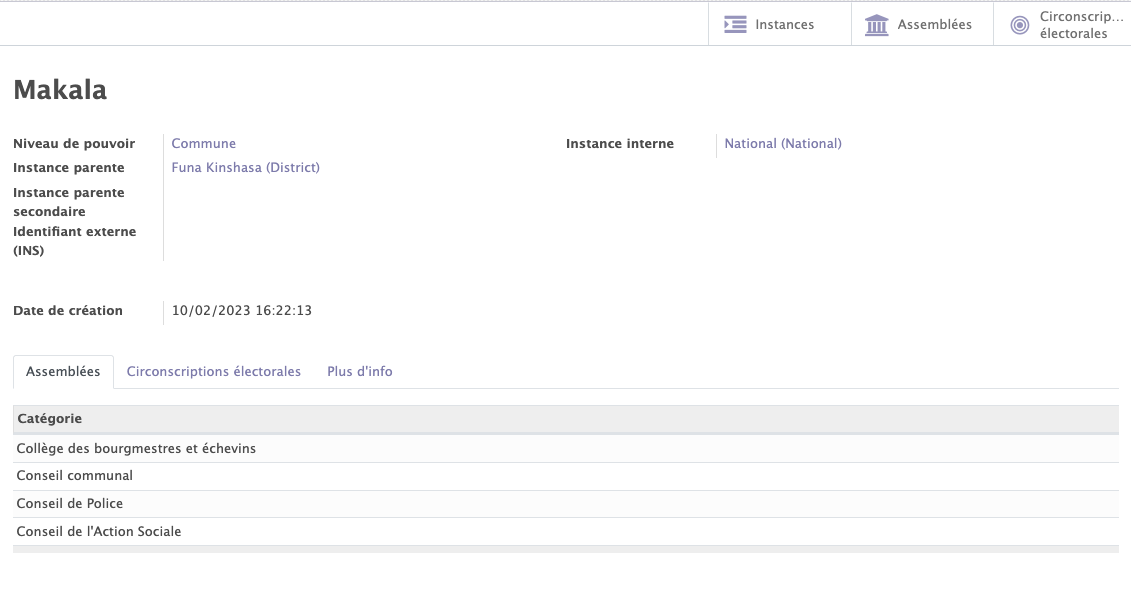 Instances
Assemblées
Circonscrip...
électorales
Makala
Niveau de pouvoir
Commune
Instance interne
National (National)
Instance parente
Funa Kinshasa (District)
Instance parente
secondaire
Identifiant externe
(INS)
Date de création
10/02/2023 16:22:13
Assemblées
Circonscriptions électorales
Plus d'info
Catégorie
Collège des bourgmestres et échevins
Conseil communal
Conseil de Police
Conseil de l'Action Sociale